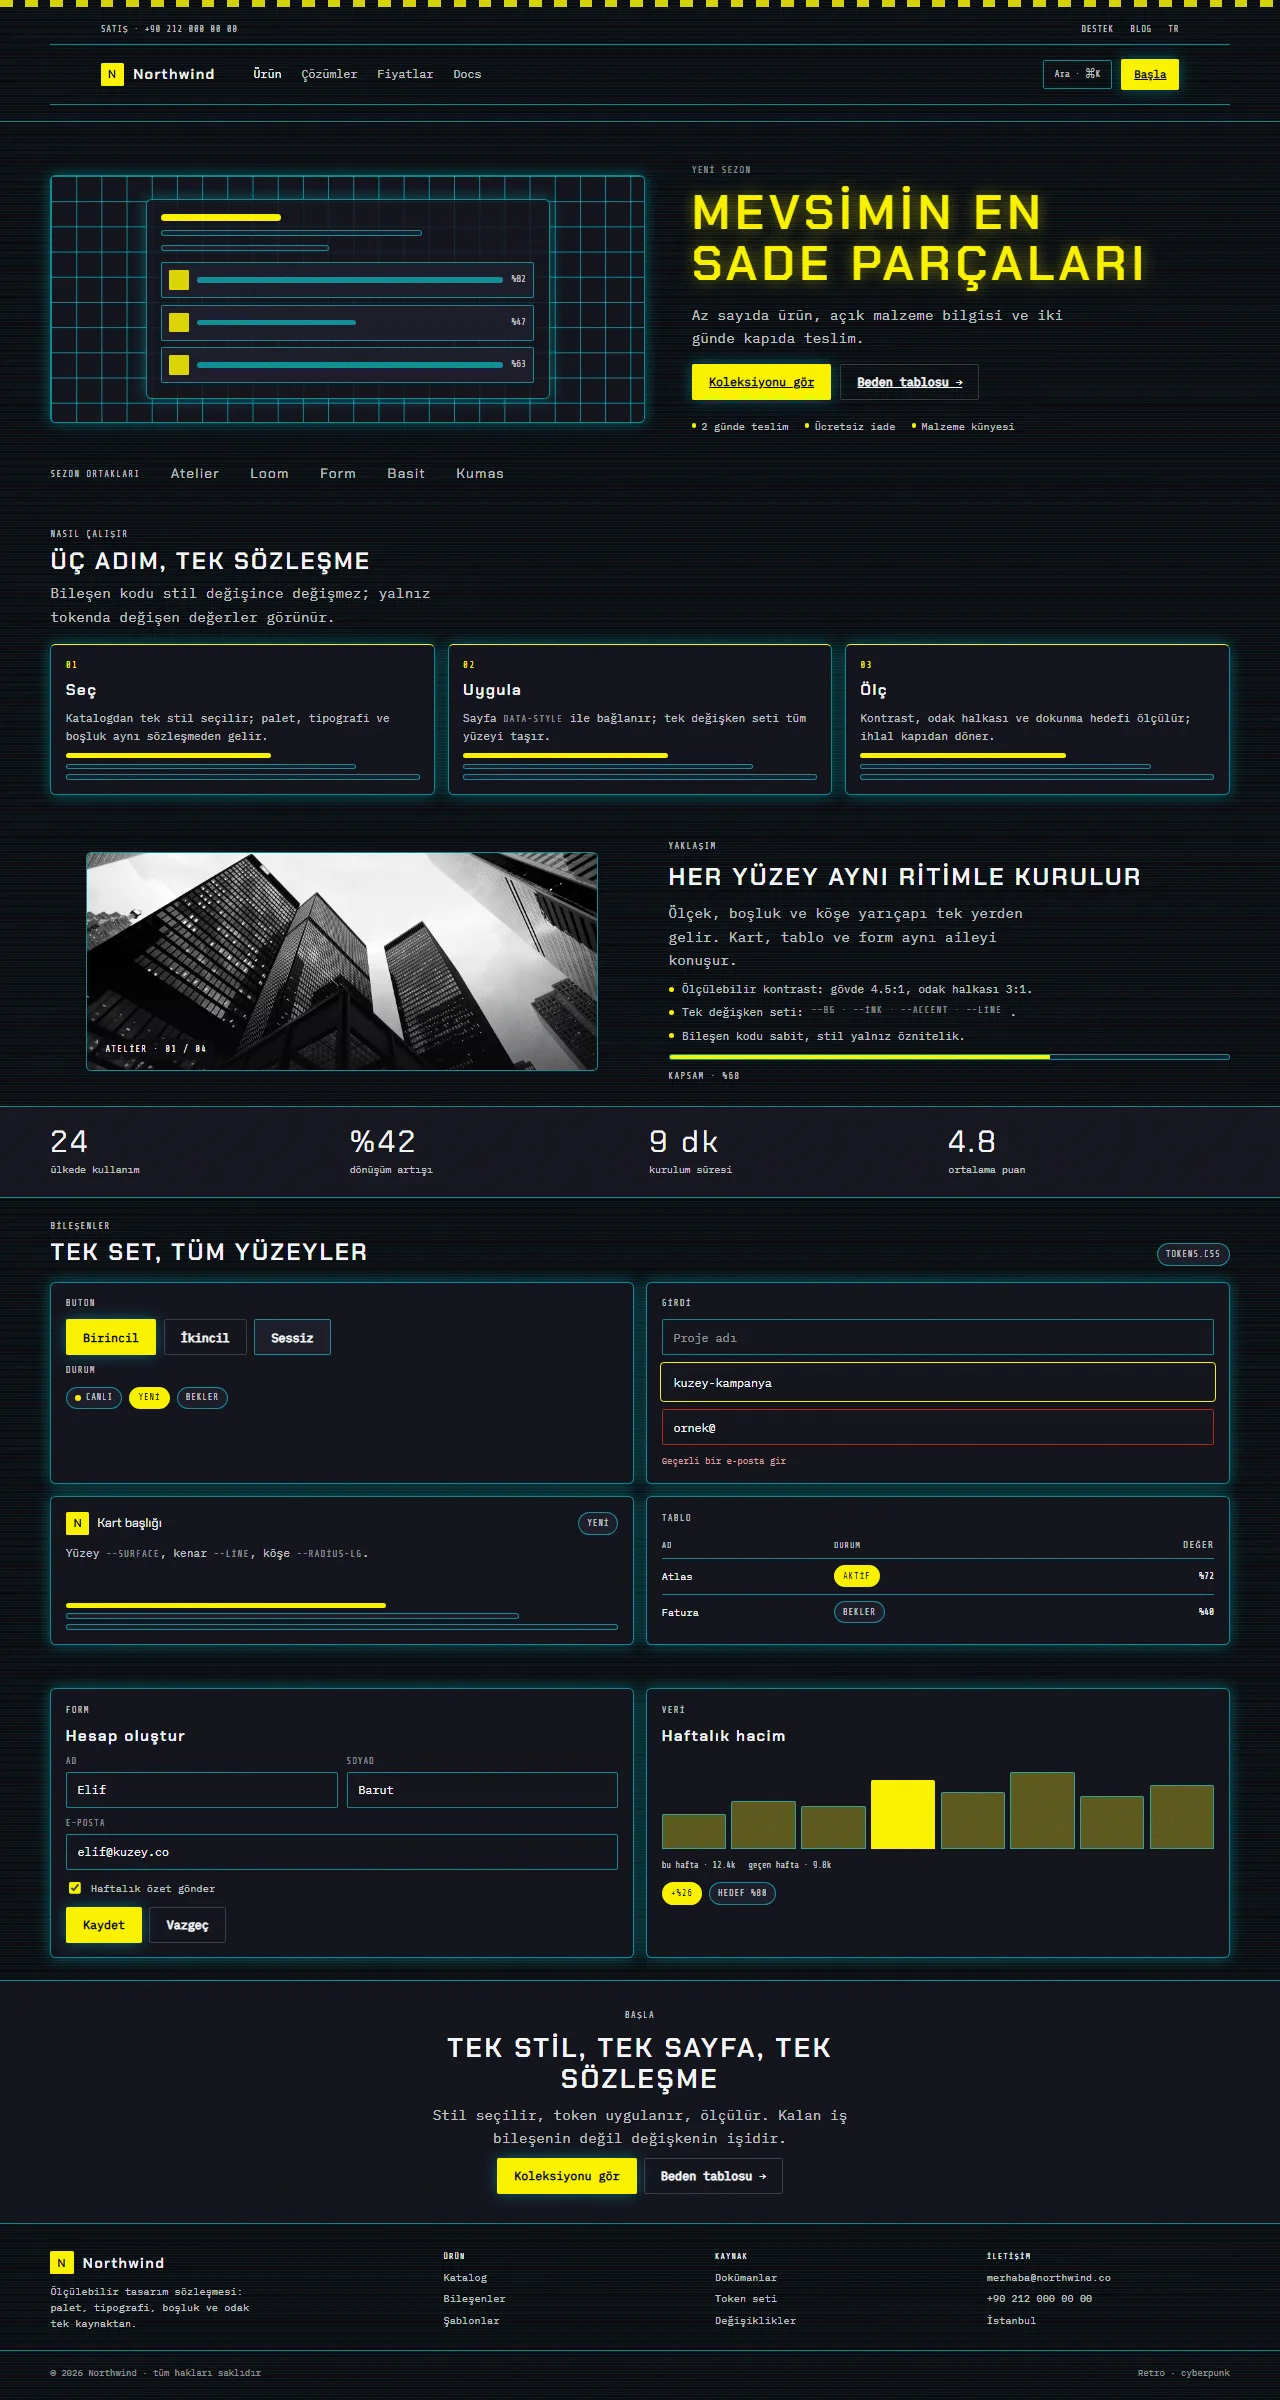 SATIŞ · +90 212 000 00 00
DESTEK BLOG TR
N Northwind Ürün Çözümler Fiyatlar Docs
Ara · ⌘K Başla
YENİ SEZON
MEVSİMİN EN
SADE PARÇALARI
Az sayıda ürün, açık malzeme bilgisi ve iki
günde kapıda teslim.
Koleksiyonu gör Beden tablosu →
2 günde teslim Ücretsiz iade Malzeme künyesi
%82
%47
%63
SEZON ORTAKLARI Atelier Loom Form Basit Kumas
NASIL ÇALIŞIR
ÜÇ ADIM, TEK SÖZLEŞME
Bileşen kodu stil değişince değişmez; yalnız
tokenda değişen değerler görünür.
01
Seç
Katalogdan tek stil seçilir; palet, tipografi ve
boşluk aynı sözleşmeden gelir.
02
Uygula
Sayfa DATA-STYLE ile bağlanır; tek değişken seti tüm
yüzeyi taşır.
03
Ölç
Kontrast, odak halkası ve dokunma hedefi ölçülür;
ihlal kapıdan döner.
ATELİER · 01 / 04
YAKLAŞIM
HER YÜZEY AYNI RİTİMLE KURULUR
Ölçek, boşluk ve köşe yarıçapı tek yerden
gelir. Kart, tablo ve form aynı aileyi
konuşur.
Ölçülebilir kontrast: gövde 4.5:1, odak halkası 3:1.
Tek değişken seti: --BG · --İNK · --ACCENT · --LİNE .
Bileşen kodu sabit, stil yalnız öznitelik.
KAPSAM · %68
24
ülkede kullanım
%42
dönüşüm artışı
9 dk
kurulum süresi
4.8
ortalama puan
BİLEŞENLER
TEK SET, TÜM YÜZEYLER
TOKENS.CSS
BUTON
Birincil İkincil Sessiz
DURUM
CANLI YENİ BEKLER
GİRDİ
Proje adı
kuzey-kampanya
ornek@
Geçerli bir e-posta gir
N Kart başlığı YENİ
Yüzey --SURFACE, kenar --LİNE, köşe --RADİUS-LG.
TABLO
AD DURUM DEĞER
Atlas AKTİF %72
Fatura BEKLER %40
FORM
Hesap oluştur
AD SOYAD
Elif Barut
E-POSTA
elif@kuzey.co
Haftalık özet gönder
Kaydet Vazgeç
VERİ
Haftalık hacim
bu hafta · 12.4k geçen hafta · 9.8k
+%26 HEDEF %80
BAŞLA
TEK STİL, TEK SAYFA, TEK
SÖZLEŞME
Stil seçilir, token uygulanır, ölçülür. Kalan iş
bileşenin değil değişkenin işidir.
Koleksiyonu gör Beden tablosu →
N Northwind
Ölçülebilir tasarım sözleşmesi:
palet, tipografi, boşluk ve odak
tek kaynaktan.
ÜRÜN
Katalog
Bileşenler
Şablonlar
KAYNAK
Dokümanlar
Token seti
Değişiklikler
İLETİŞİM
merhaba@northwind.co
+90 212 000 00 00
İstanbul
© 2026 Northwind · tüm hakları saklıdır
Retro · cyberpunk